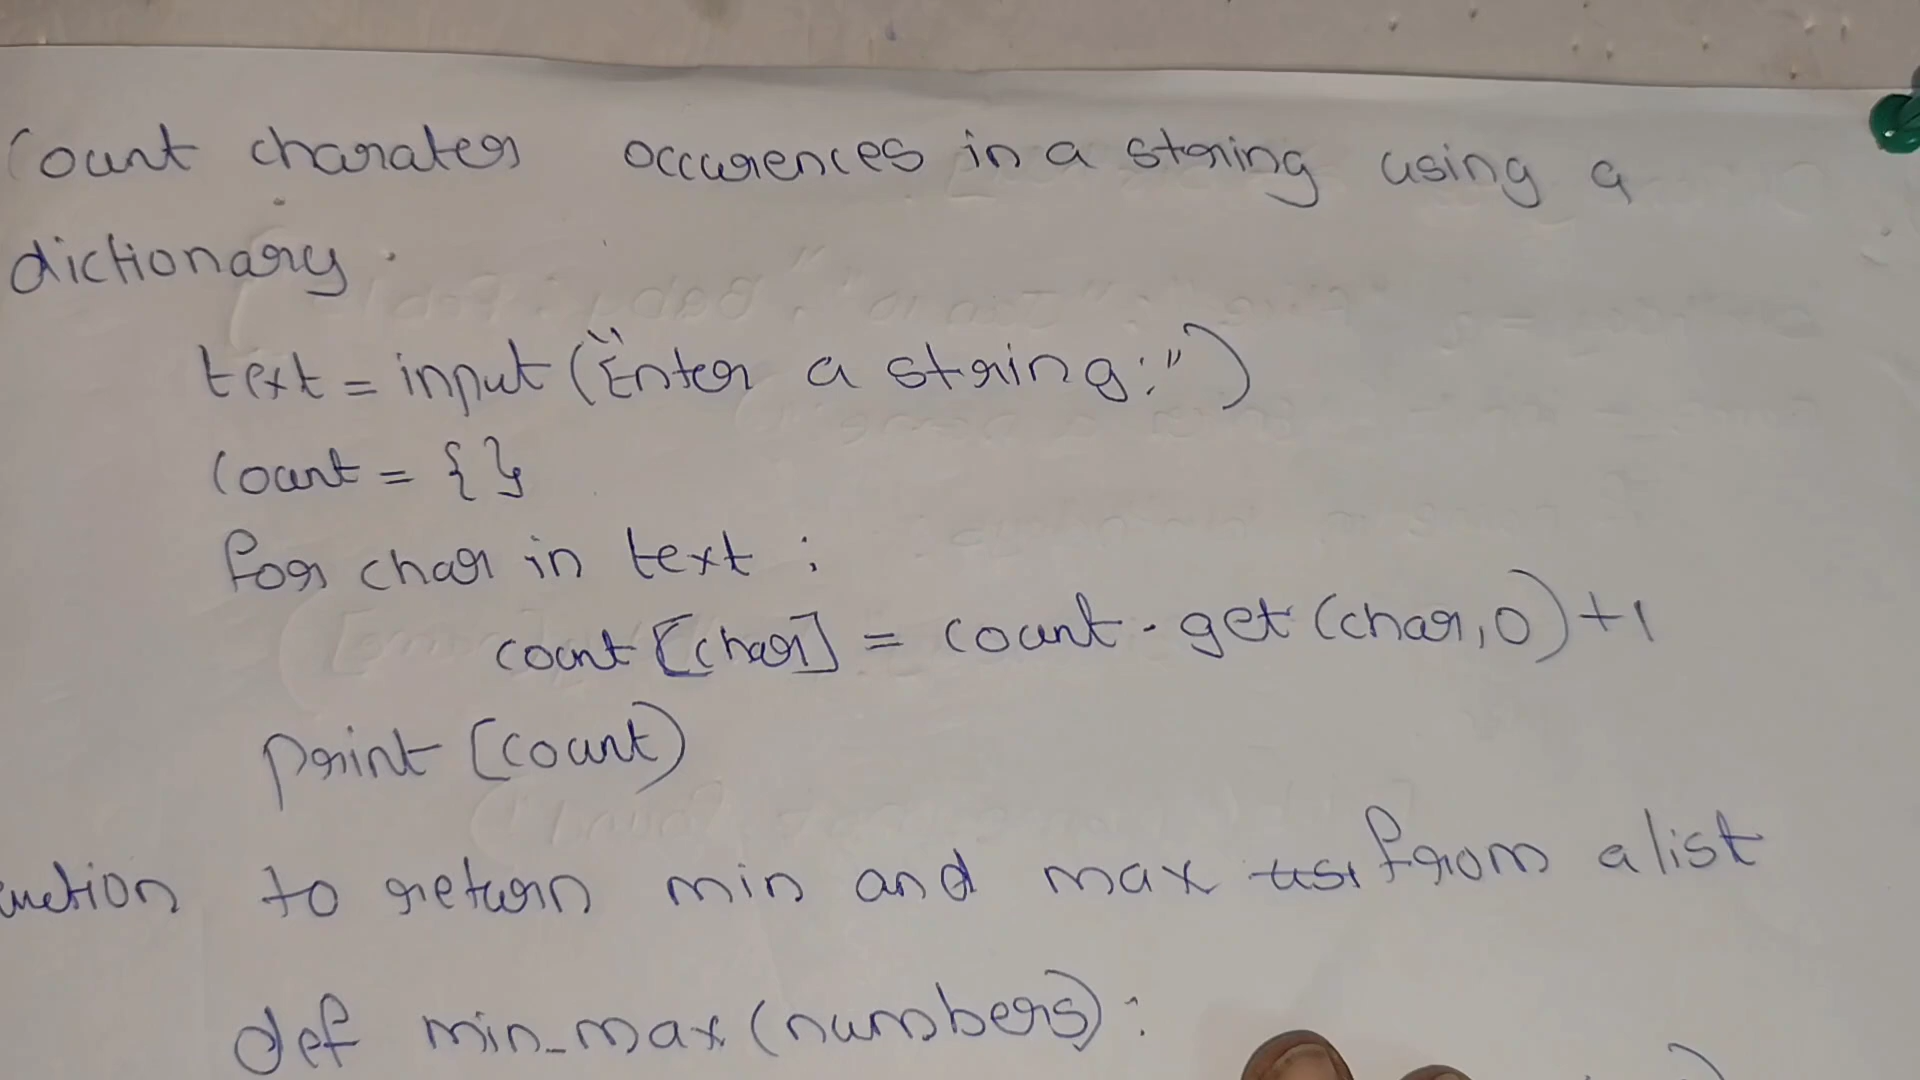 Count charater occurences in a string using a
dictionary.
text = input ("Enter a string:")
count = { }
for char in text :
count [char] = count.get (char, 0) +1
print (count)
to return min and max from a list
def min_max (numbers) :